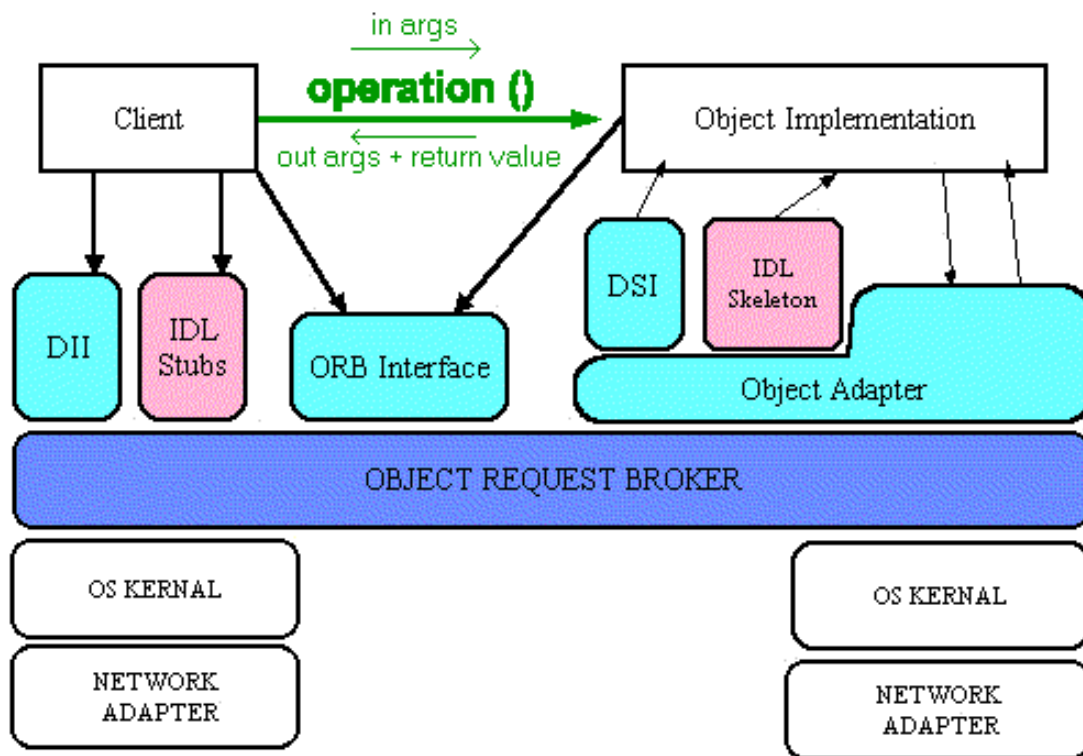 in args
operation ()
out args + return value
Client
Object Implementation
DII
IDL
Stubs
ORB Interface
DSI
IDL
Skeleton
Object Adapter
OBJECT REQUEST BROKER
OS KERNAL
NETWORK
ADAPTER
OS KERNAL
NETWORK
ADAPTER